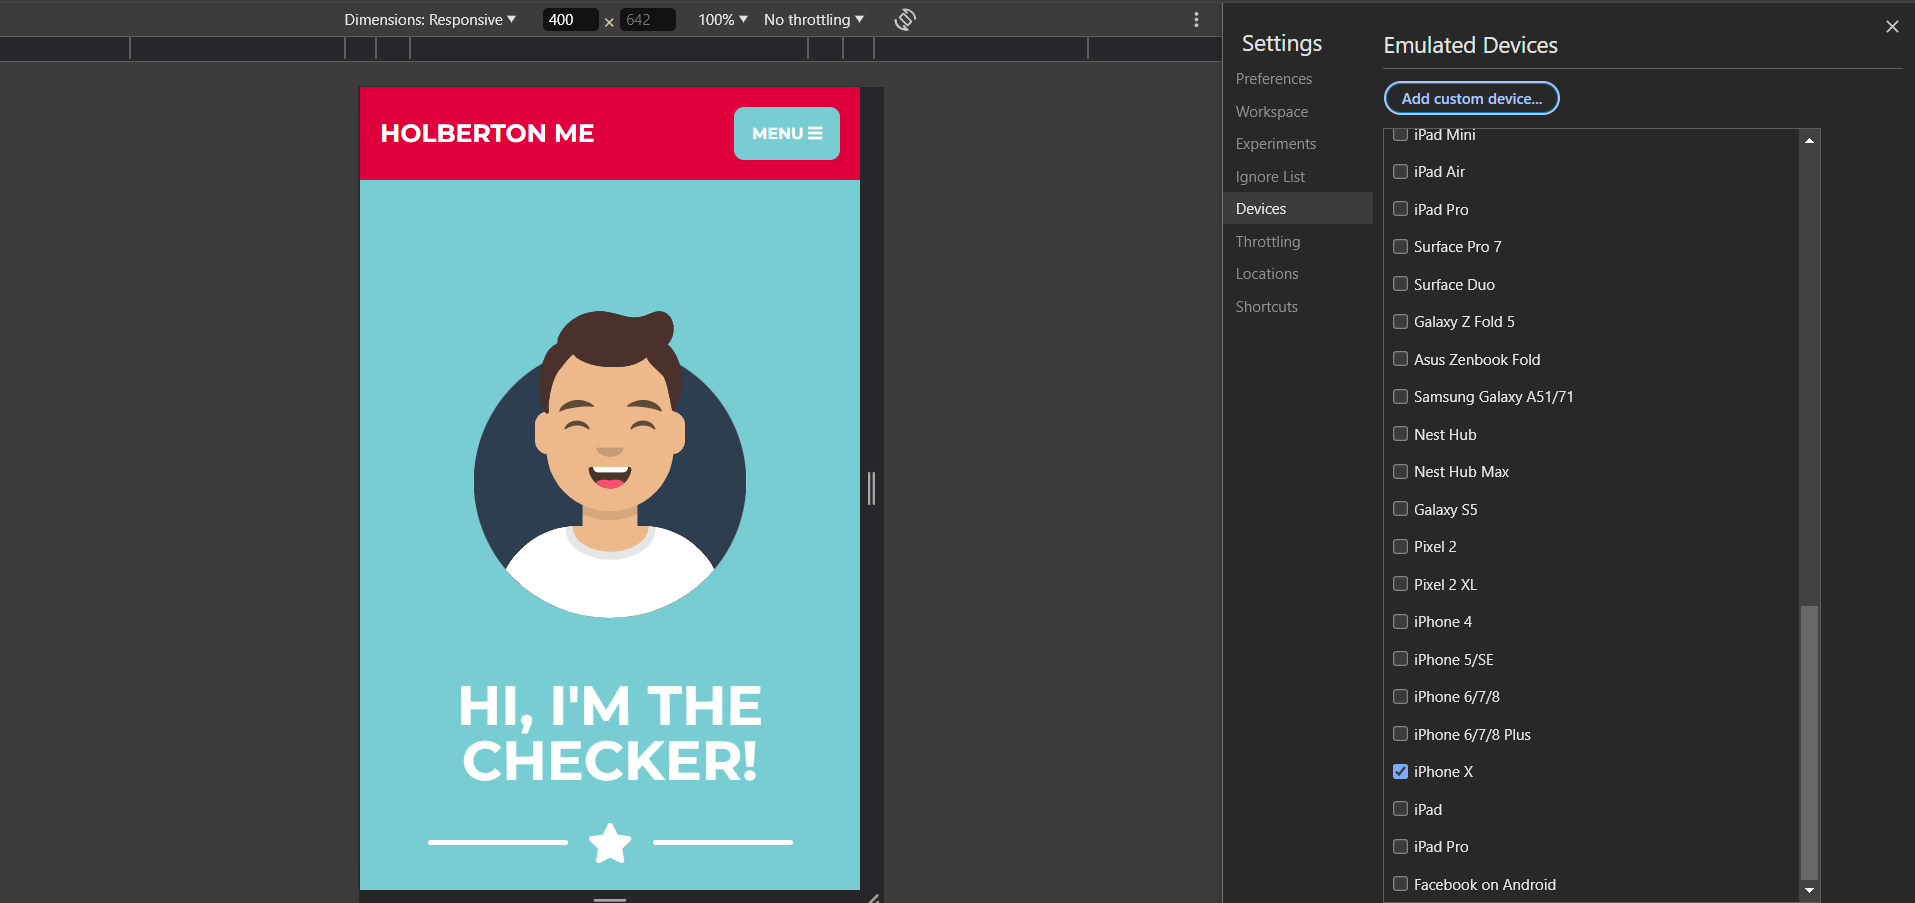 Dimensions: Responsive ▼ 400 × 642 100% ▼ No throttling ▼
HOLBERTON ME
MENU ☰
HI, I'M THE
CHECKER!
Settings
Preferences
Workspace
Experiments
Ignore List
Devices
Throttling
Locations
Shortcuts
Emulated Devices
Add custom device...
iPad Mini
iPad Air
iPad Pro
Surface Pro 7
Surface Duo
Galaxy Z Fold 5
Asus Zenbook Fold
Samsung Galaxy A51/71
Nest Hub
Nest Hub Max
Galaxy S5
Pixel 2
Pixel 2 XL
iPhone 4
iPhone 5/SE
iPhone 6/7/8
iPhone 6/7/8 Plus
iPhone X
iPad
iPad Pro
Facebook on Android